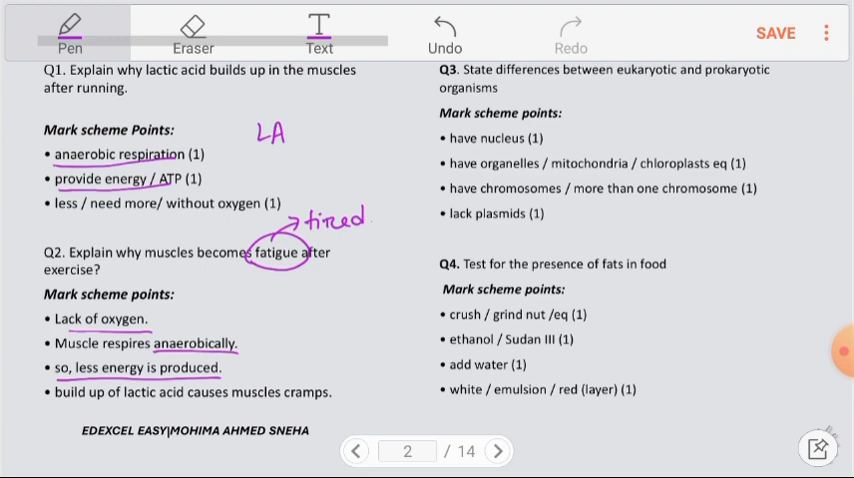 Pen
Eraser
Text
Undo
Redo
SAVE
Q1. Explain why lactic acid builds up in the muscles
after running.
Mark scheme Points:
LA
• anaerobic respiration (1)
• provide energy / ATP (1)
• less / need more/ without oxygen (1)
→ tired
Q2. Explain why muscles becomes fatigue after
exercise?
Mark scheme points:
• Lack of oxygen.
• Muscle respires anaerobically.
• so, less energy is produced.
• build up of lactic acid causes muscles cramps.
EDEXCEL EASY|MOHIMA AHMED SNEHA
Q3. State differences between eukaryotic and prokaryotic
organisms
Mark scheme points:
• have nucleus (1)
• have organelles / mitochondria / chloroplasts eq (1)
• have chromosomes / more than one chromosome (1)
• lack plasmids (1)
Q4. Test for the presence of fats in food
Mark scheme points:
• crush / grind nut /eq (1)
• ethanol / Sudan III (1)
• add water (1)
• white / emulsion / red (layer) (1)
2 / 14